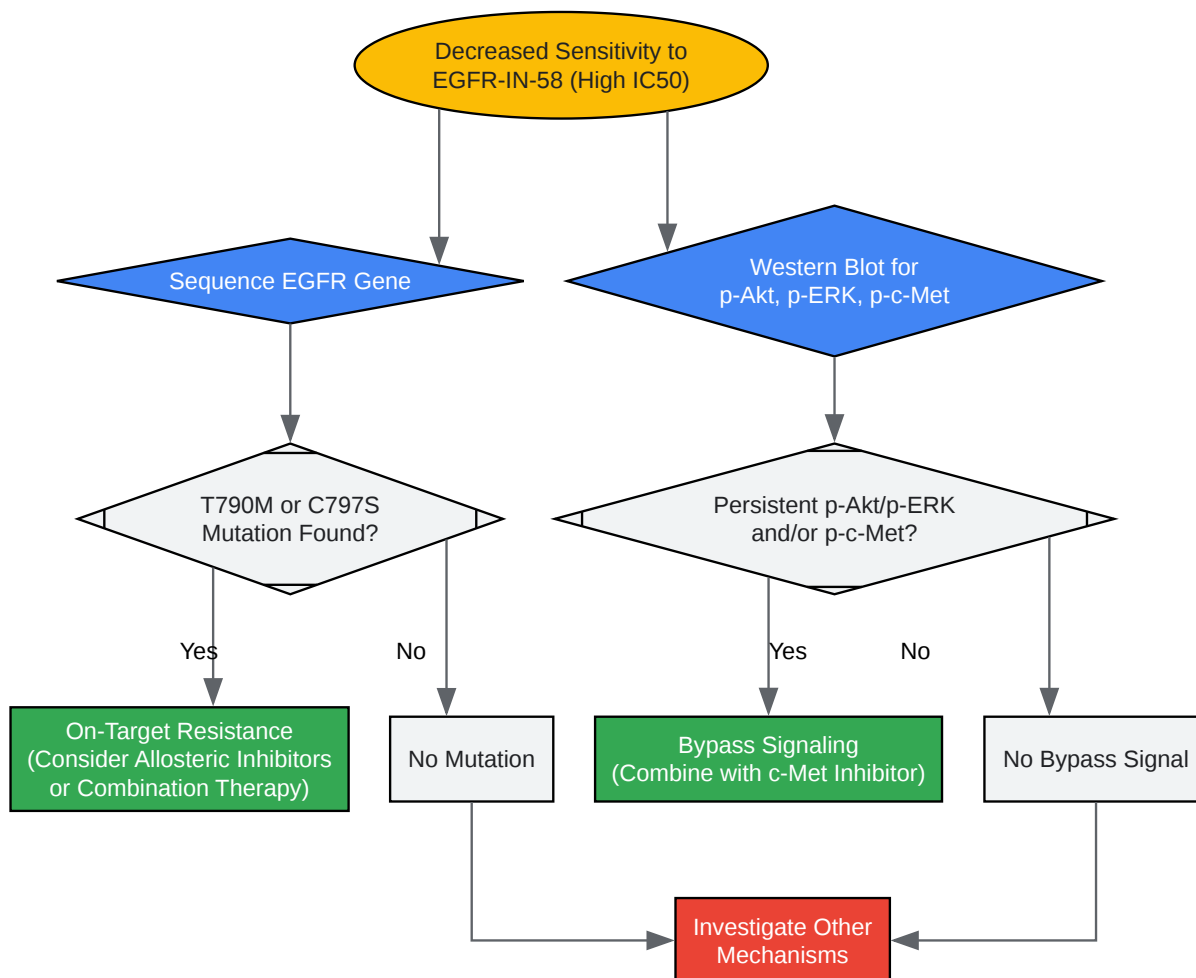 Decreased Sensitivity to
EGFR-IN-58 (High IC50)
Sequence EGFR Gene
Western Blot for
p-Akt, p-ERK, p-c-Met
T790M or C797S
Mutation Found?
Persistent p-Akt/p-ERK
and/or p-c-Met?
Yes
No
Yes
No
On-Target Resistance
(Consider Allosteric Inhibitors
or Combination Therapy)
No Mutation
Bypass Signaling
(Combine with c-Met Inhibitor)
No Bypass Signal
Investigate Other
Mechanisms